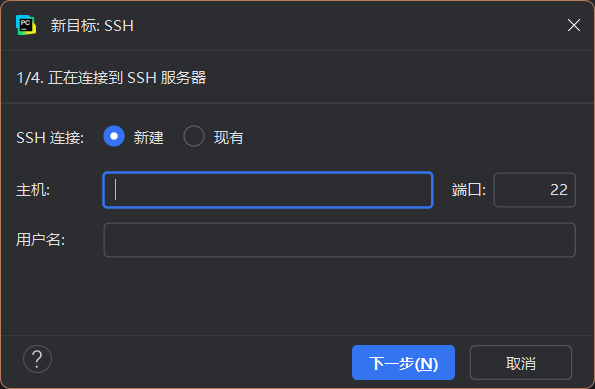 PC 新目标: SSH
1/4. 正在连接到 SSH 服务器
SSH 连接: 新建 现有
主机: 端口: 22
用户名:
? 下一步(N) 取消